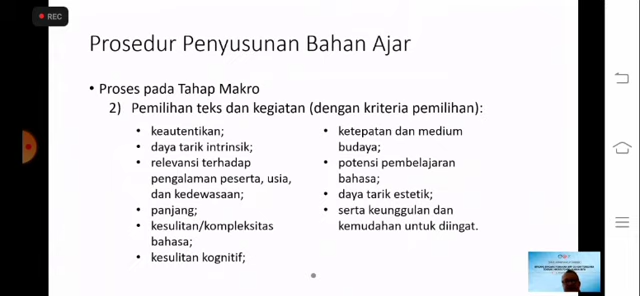 REC
Prosedur Penyusunan Bahan Ajar
• Proses pada Tahap Makro
2) Pemilihan teks dan kegiatan (dengan kriteria pemilihan):
• keautentikan;
• daya tarik intrinsik;
• relevansi terhadap
pengalaman peserta, usia,
dan kedewasaan;
• panjang;
• kesulitan/kompleksitas
bahasa;
• kesulitan kognitif;
• ketepatan dan medium
budaya;
• potensi pembelajaran
bahasa;
• daya tarik estetik;
• serta keunggulan dan
kemudahan untuk diingat.